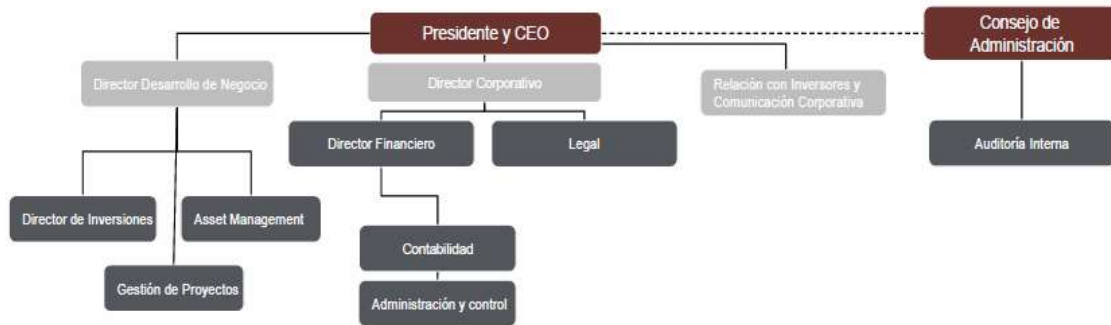 Presidente y CEO
Consejo de
Administración
Director Desarrollo de Negocio
Director Corporativo
Relación con Inversores y
Comunicación Corporativa
Director Financiero
Legal
Auditoría Interna
Director de Inversiones
Asset Management
Contabilidad
Gestión de Proyectos
Administración y control